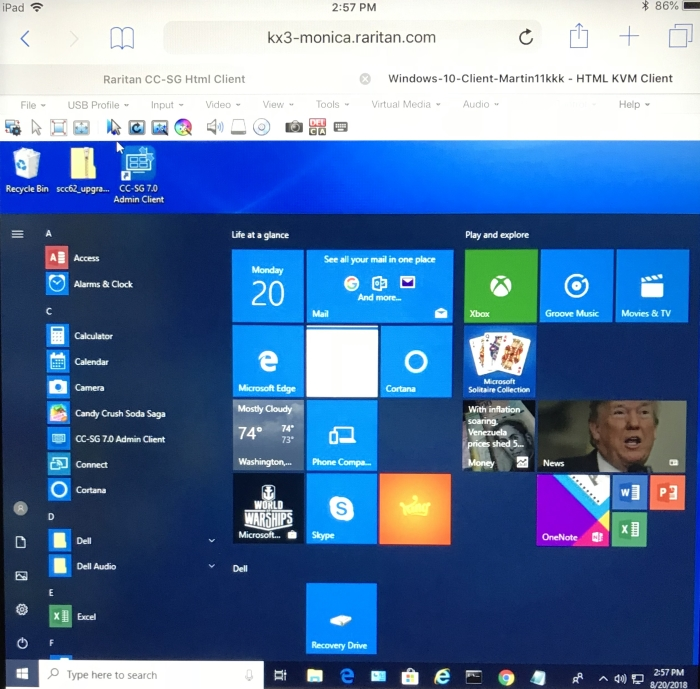 iPad 2:57 PM 86%
kx3-monica.raritan.com
Raritan CC-SG Html Client Windows-10-Client-Martin11kkk - HTML KVM Client
File USB Profile Input Video View Tools Virtual Media Audio Help
Recycle Bin scc62_upgra... CC-SG 7.0
Admin Client
A Life at a glance Play and explore
Access
Alarms & Clock
C
Calculator
Calendar
Camera
Candy Crush Soda Saga
CC-SG 7.0 Admin Client
Connect
Cortana
D
Dell
Dell Audio
E
Excel
F
Monday
20
See all your mail in one place
And more...
Mail
Xbox Groove Music Movies & TV
Microsoft Edge Cortana
Microsoft
Solitaire Collection
Mostly Cloudy
74° 74°
73°
Washington,... Phone Compa...
With inflation
soaring,
Venezuela
prices shed 5...
Money News
WORLD
OF
WARSHIPS
Microsoft... Skype King OneNote
Dell
Recovery Drive
Type here to search 2:57 PM
8/20/2018